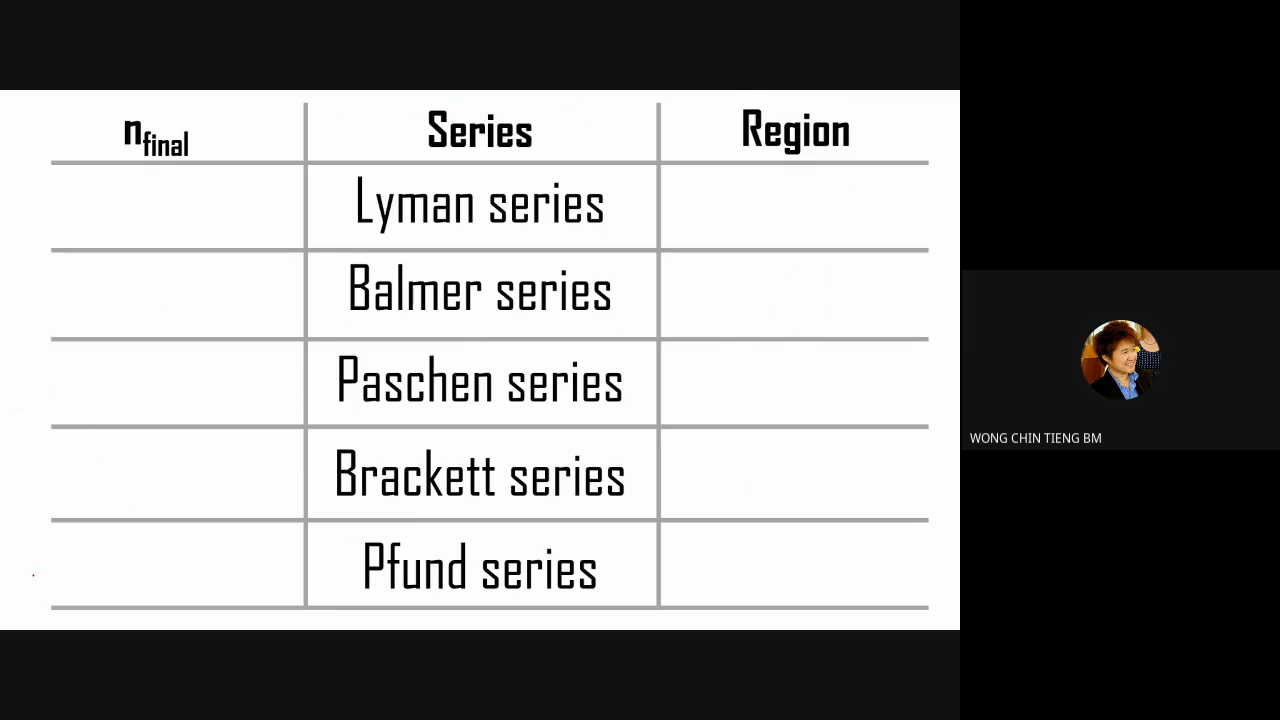 n_final Series Region
Lyman series
Balmer series
Paschen series
Brackett series
Pfund series
WONG CHIN TIENG BM